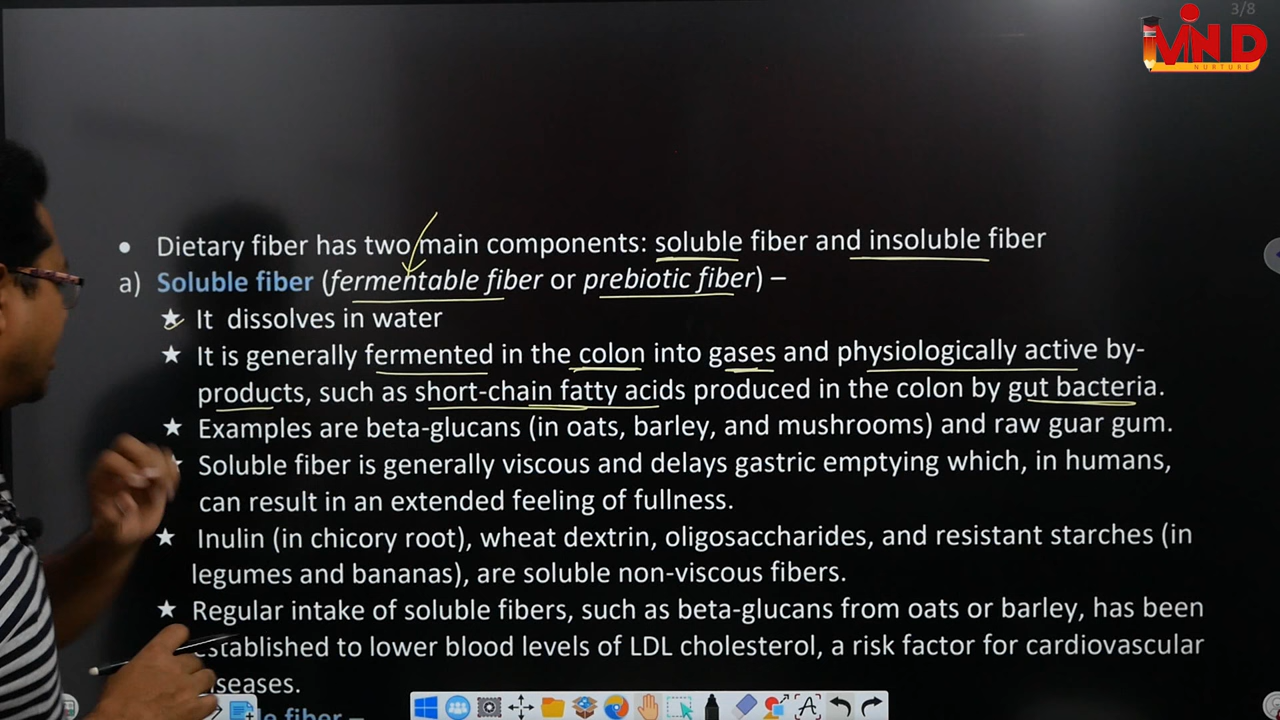 3/8
MIND
NURTURE
• Dietary fiber has two main components: soluble fiber and insoluble fiber
a) Soluble fiber (fermentable fiber or prebiotic fiber) –
★ It dissolves in water
★ It is generally fermented in the colon into gases and physiologically active by-
products, such as short-chain fatty acids produced in the colon by gut bacteria.
★ Examples are beta-glucans (in oats, barley, and mushrooms) and raw guar gum.
★ Soluble fiber is generally viscous and delays gastric emptying which, in humans,
can result in an extended feeling of fullness.
★ Inulin (in chicory root), wheat dextrin, oligosaccharides, and resistant starches (in
legumes and bananas), are soluble non-viscous fibers.
★ Regular intake of soluble fibers, such as beta-glucans from oats or barley, has been
established to lower blood levels of LDL cholesterol, a risk factor for cardiovascular
diseases.
fiber –